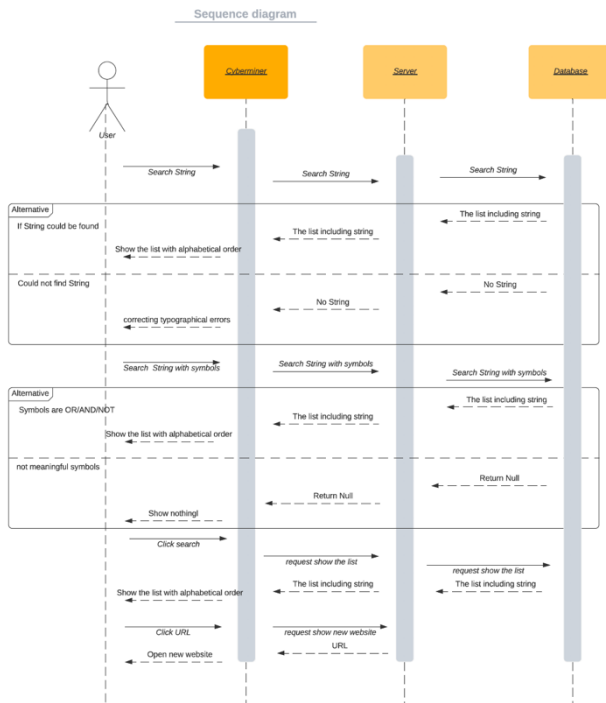 Sequence diagram
Cyberminer
Server
Database
User
Search String
Search String
Search String
Alternative
If String could be found
The list including string
The list including string
Show the list with alphabetical order
Could not find String
No String
No String
correcting typographical errors
Search String with symbols
Search String with symbols
Search String with symbols
Alternative
Symbols are OR/AND/NOT
The list including string
The list including string
Show the list with alphabetical order
not meaningful symbols
Return Null
Return Null
Show nothingl
Click search
request show the list
request show the list
The list including string
The list including string
Show the list with alphabetical order
Click URL
request show new website
URL
Open new website